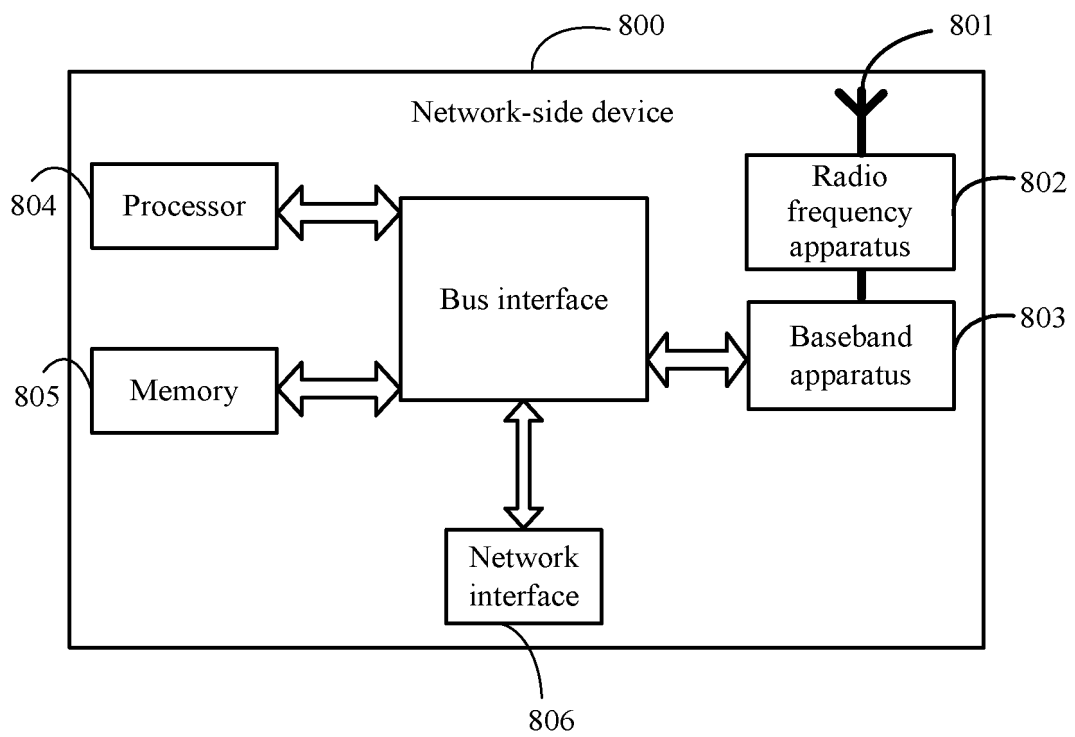 800
801
Network-side device
804
Processor
Radio
frequency
apparatus
802
Bus interface
Baseband
apparatus
803
805
Memory
Network
interface
806